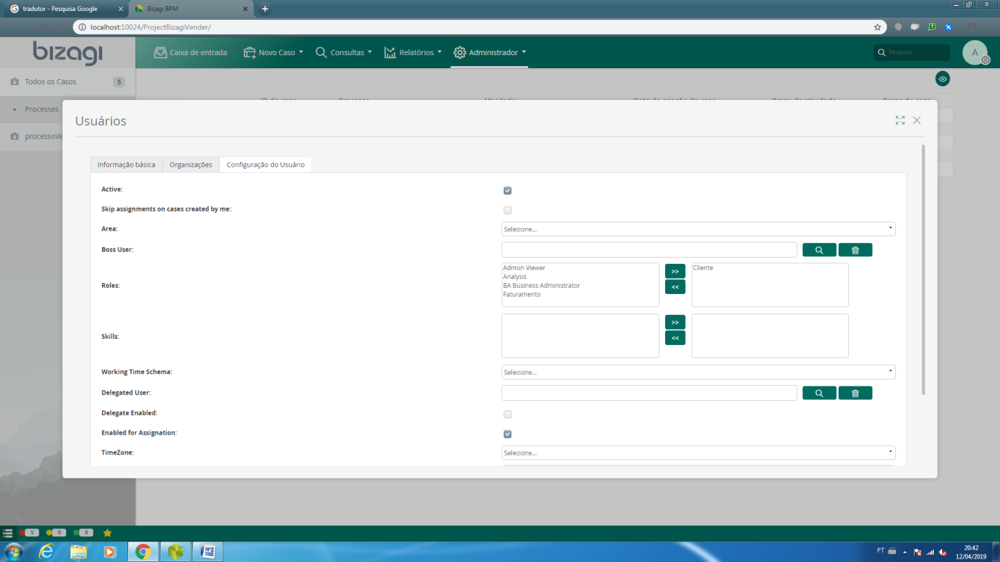 tradutor - Pesquisa Google
Bizagi BPM
localhost:10024/ProjectBizagiVender/
bizagi
Caixa de entrada
Novo Caso
Consultas
Relatórios
Administrador
Pesquisar
A
Todos os Casos 5
Processes
processoVe
Usuários
Informação básica
Organizações
Configuração do Usuário
Active:
Skip assignments on cases created by me:
Area: Selecione...
Boss User:
Roles:
Admon Viewer
Analysis
BA Business Administrator
Faturamento
>>
<<
Cliente
Skills:
>>
<<
Working Time Schema: Selecione...
Delegated User:
Delegate Enabled:
Enabled for Assignation:
TimeZone: Selecione...
5 0 0
PT
20:42
12/04/2019